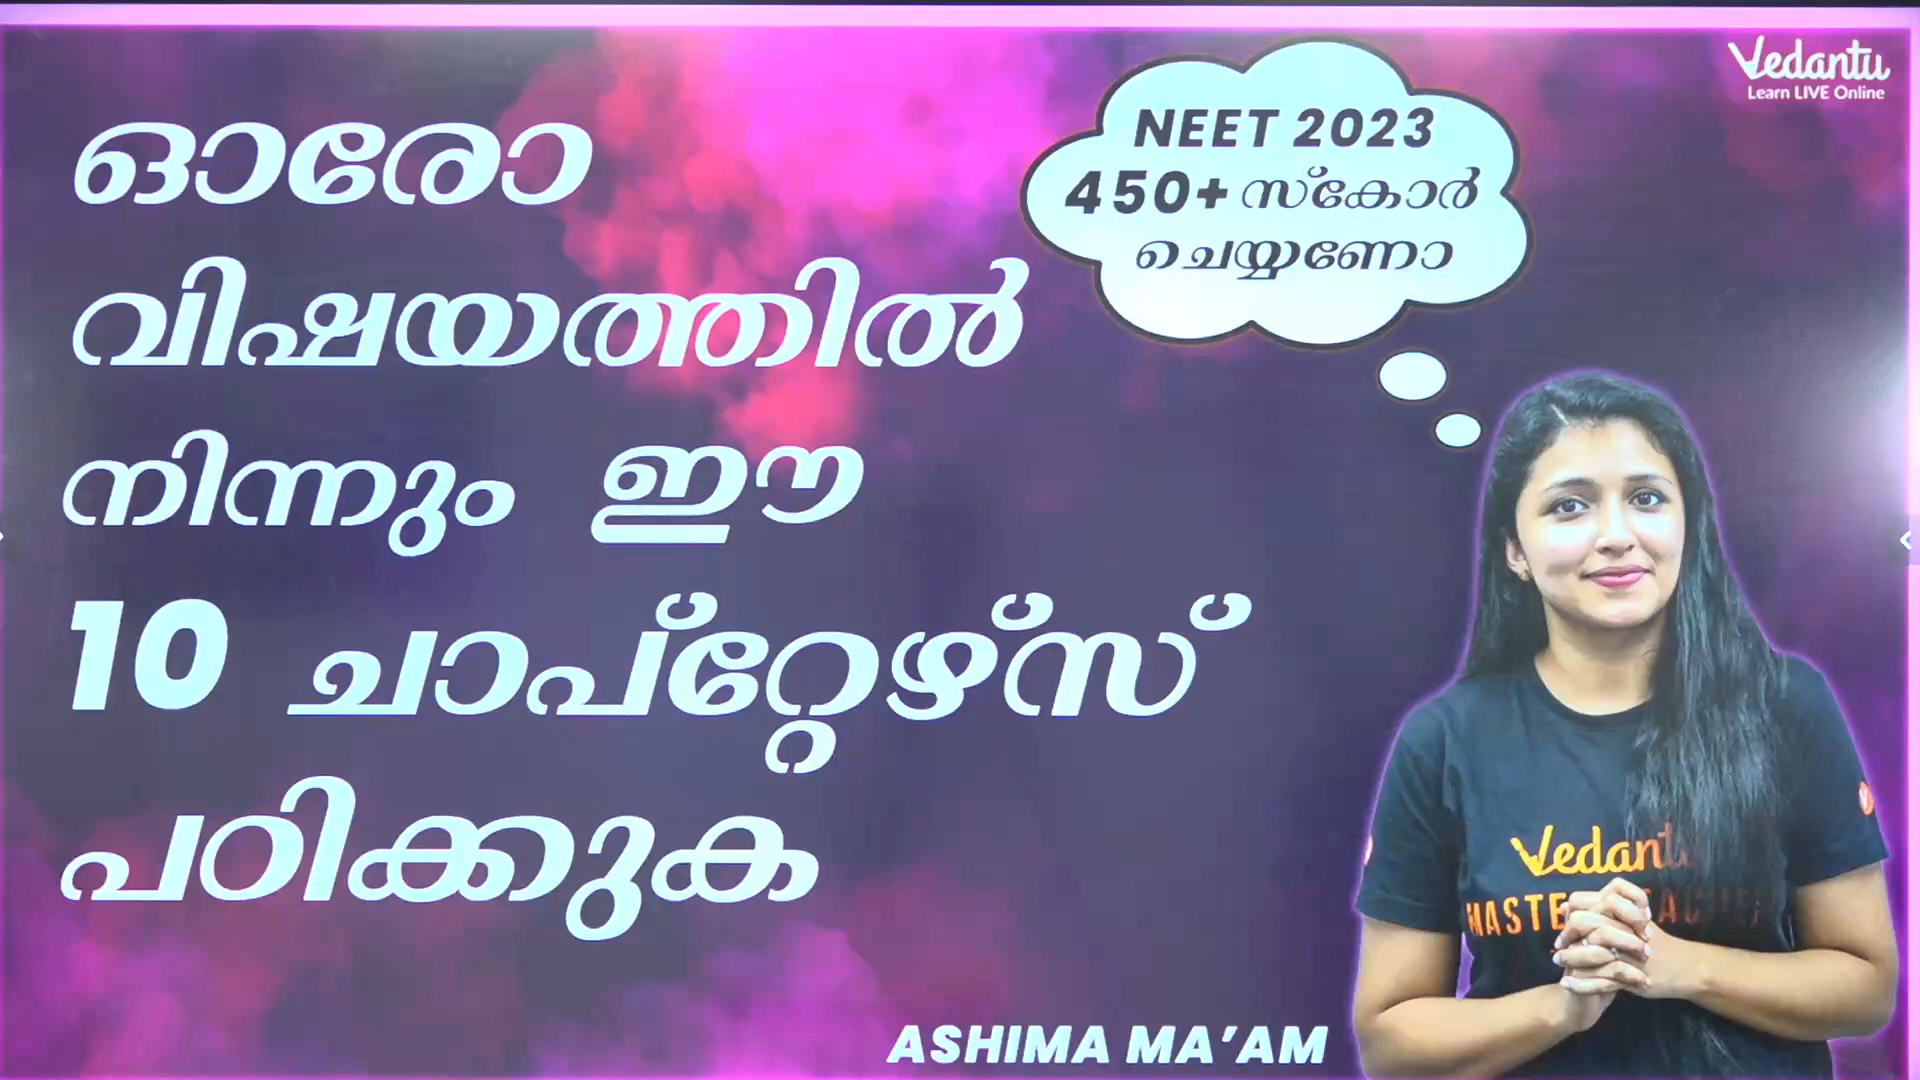 Vedantu
Learn LIVE Online
NEET 2023
450+ സ്കോർ
ചെയ്യണോ
ഓരോ
വിഷയത്തിൽ
നിന്നും ഈ
10 ചാപ്റ്റേഴ്സ്
പഠിക്കുക
Vedantu
ASHIMA MA’AM